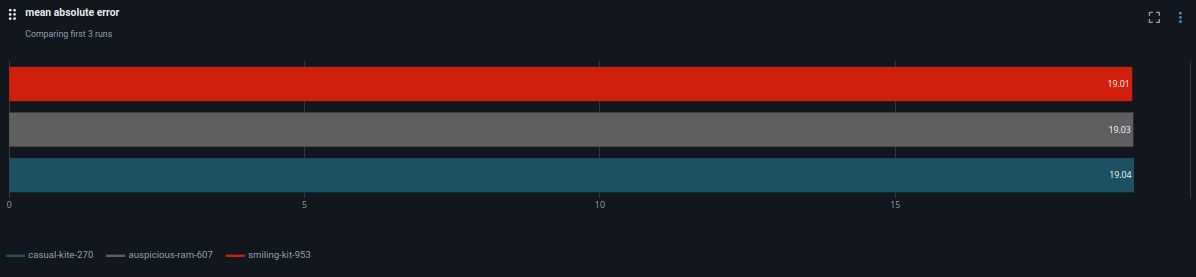 mean absolute error
Comparing first 3 runs
19.01
19.03
19.04
0 5 10 15
casual-kite-270 auspicious-ram-607 smiling-kit-953